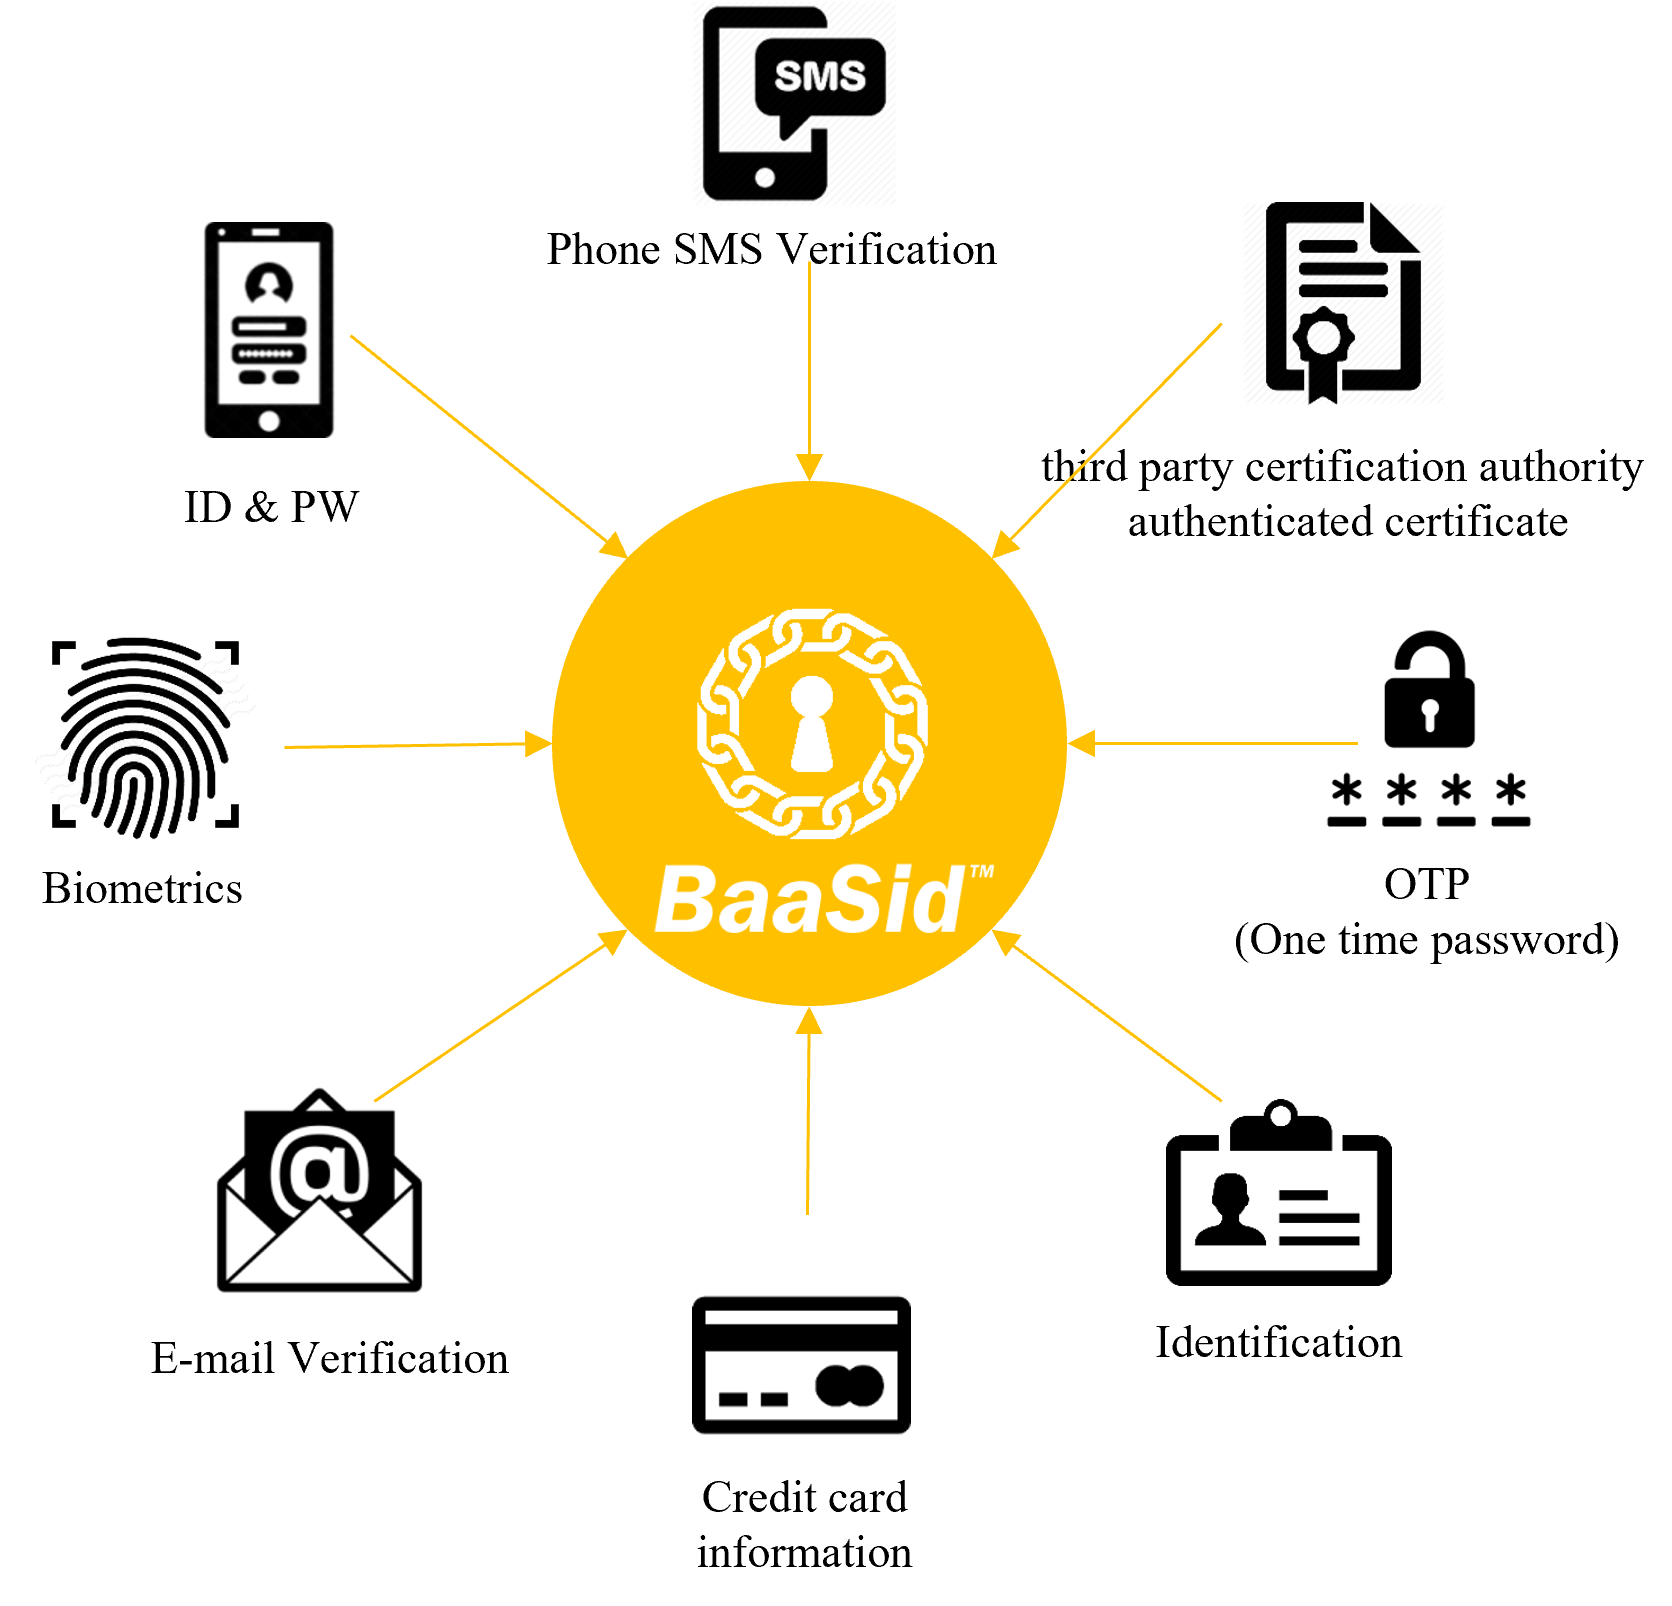 SMS
Phone SMS Verification
ID & PW
third party certification authority
authenticated certificate
Biometrics
BaaSid™
* * * *
OTP
(One time password)
@
E-mail Verification
Identification
Credit card
information